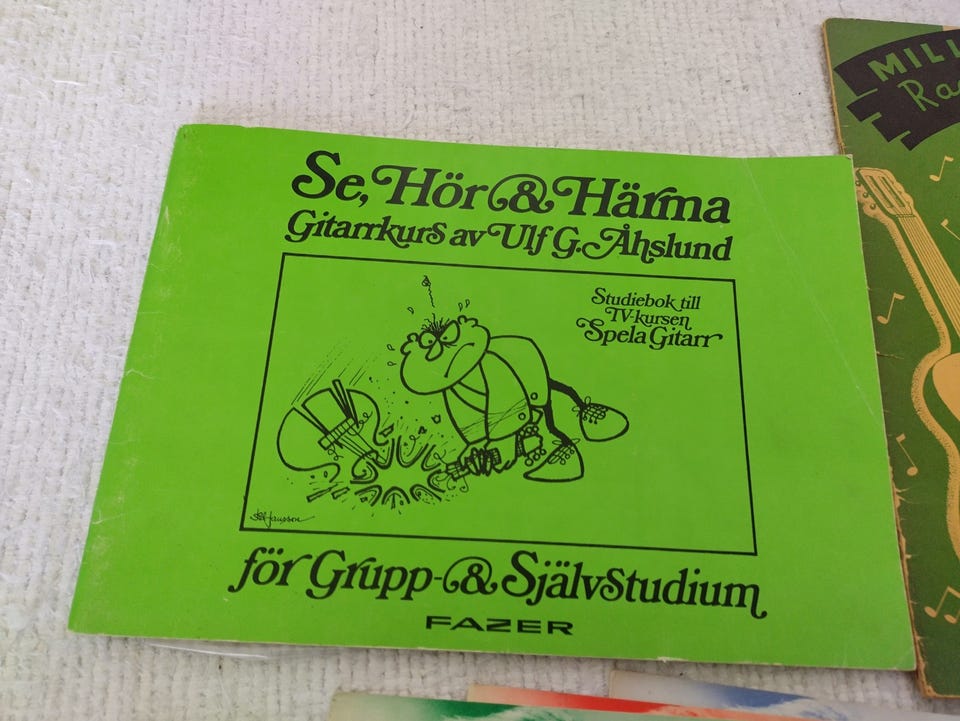 Se, Hör & Härma
Gitarrkurs av Ulf G. Åhslund
Studiebok till
TV-kursen
Spela Gitarr
för Grupp- & Självstudium
FAZER